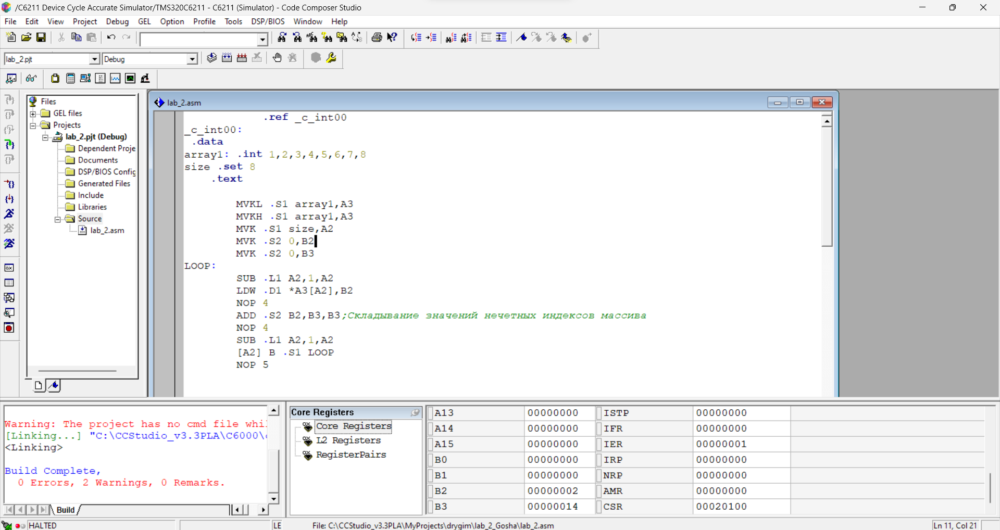 /C6211 Device Cycle Accurate Simulator/TMS320C6211 - C6211 (Simulator) - Code Composer Studio
File Edit View Project Debug GEL Option Profile Tools DSP/BIOS Window Help
lab_2.pjt Debug
Files
GEL files
Projects
lab_2.pjt (Debug)
Dependent Proje
Documents
DSP/BIOS Config
Generated Files
Include
Libraries
Source
lab_2.asm
lab_2.asm
.ref _c_int00
_c_int00:
.data
array1: .int 1,2,3,4,5,6,7,8
size .set 8
.text
MVKL .S1 array1,A3
MVKH .S1 array1,A3
MVK .S1 size,A2
MVK .S2 0,B2
MVK .S2 0,B3
LOOP:
SUB .L1 A2,1,A2
LDW .D1 *A3[A2],B2
NOP 4
ADD .S2 B2,B3,B3;Складывание значений нечетных индексов массива
NOP 4
SUB .L1 A2,1,A2
[A2] B .S1 LOOP
NOP 5
Warning: The project has no cmd file whil
[Linking...] "C:\CCStudio_v3.3PLA\C6000\
<Linking>
Build Complete,
0 Errors, 2 Warnings, 0 Remarks.
Build
Core Registers
Core Registers
L2 Registers
RegisterPairs
A13 00000000 ISTP 00000000
A14 00000000 IFR 00000000
A15 00000000 IER 00000001
B0 00000000 IRP 00000000
B1 00000000 NRP 00000000
B2 00000002 AMR 00000000
B3 00000014 CSR 00020100
HALTED LE File: C:\CCStudio_v3.3PLA\MyProjects\drygim\lab_2_Gosha\lab_2.asm Ln 11, Col 21